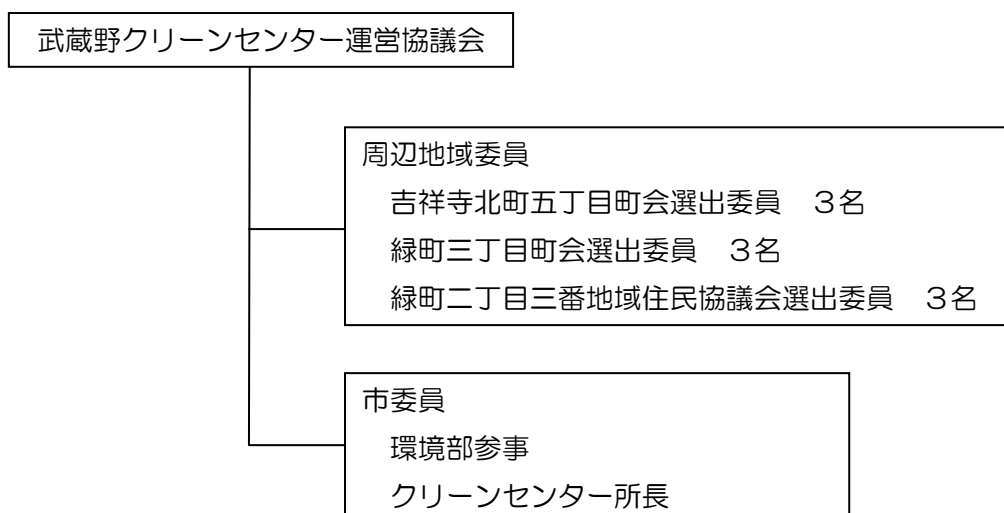 武蔵野クリーンセンター運営協議会
周辺地域委員
吉祥寺北町五丁目町会選出委員　３名
緑町三丁目町会選出委員　３名
緑町二丁目三番地域住民協議会選出委員　３名
市委員
環境部参事
クリーンセンター所長